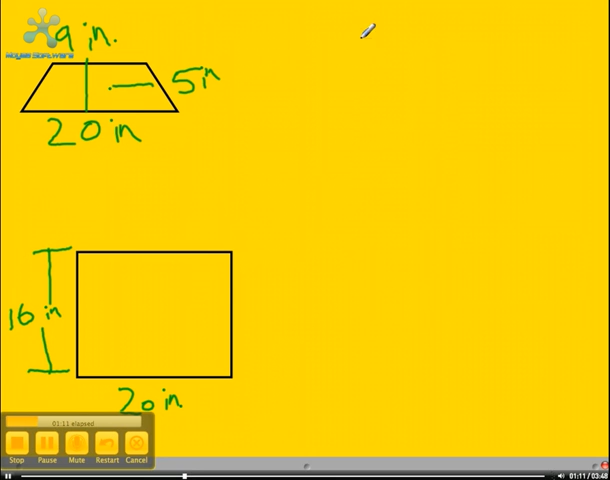 9 in.
5 in
20 in
16 in
20 in
01:11 elapsed
Stop Pause Mute Restart Cancel
01:11 / 03:48